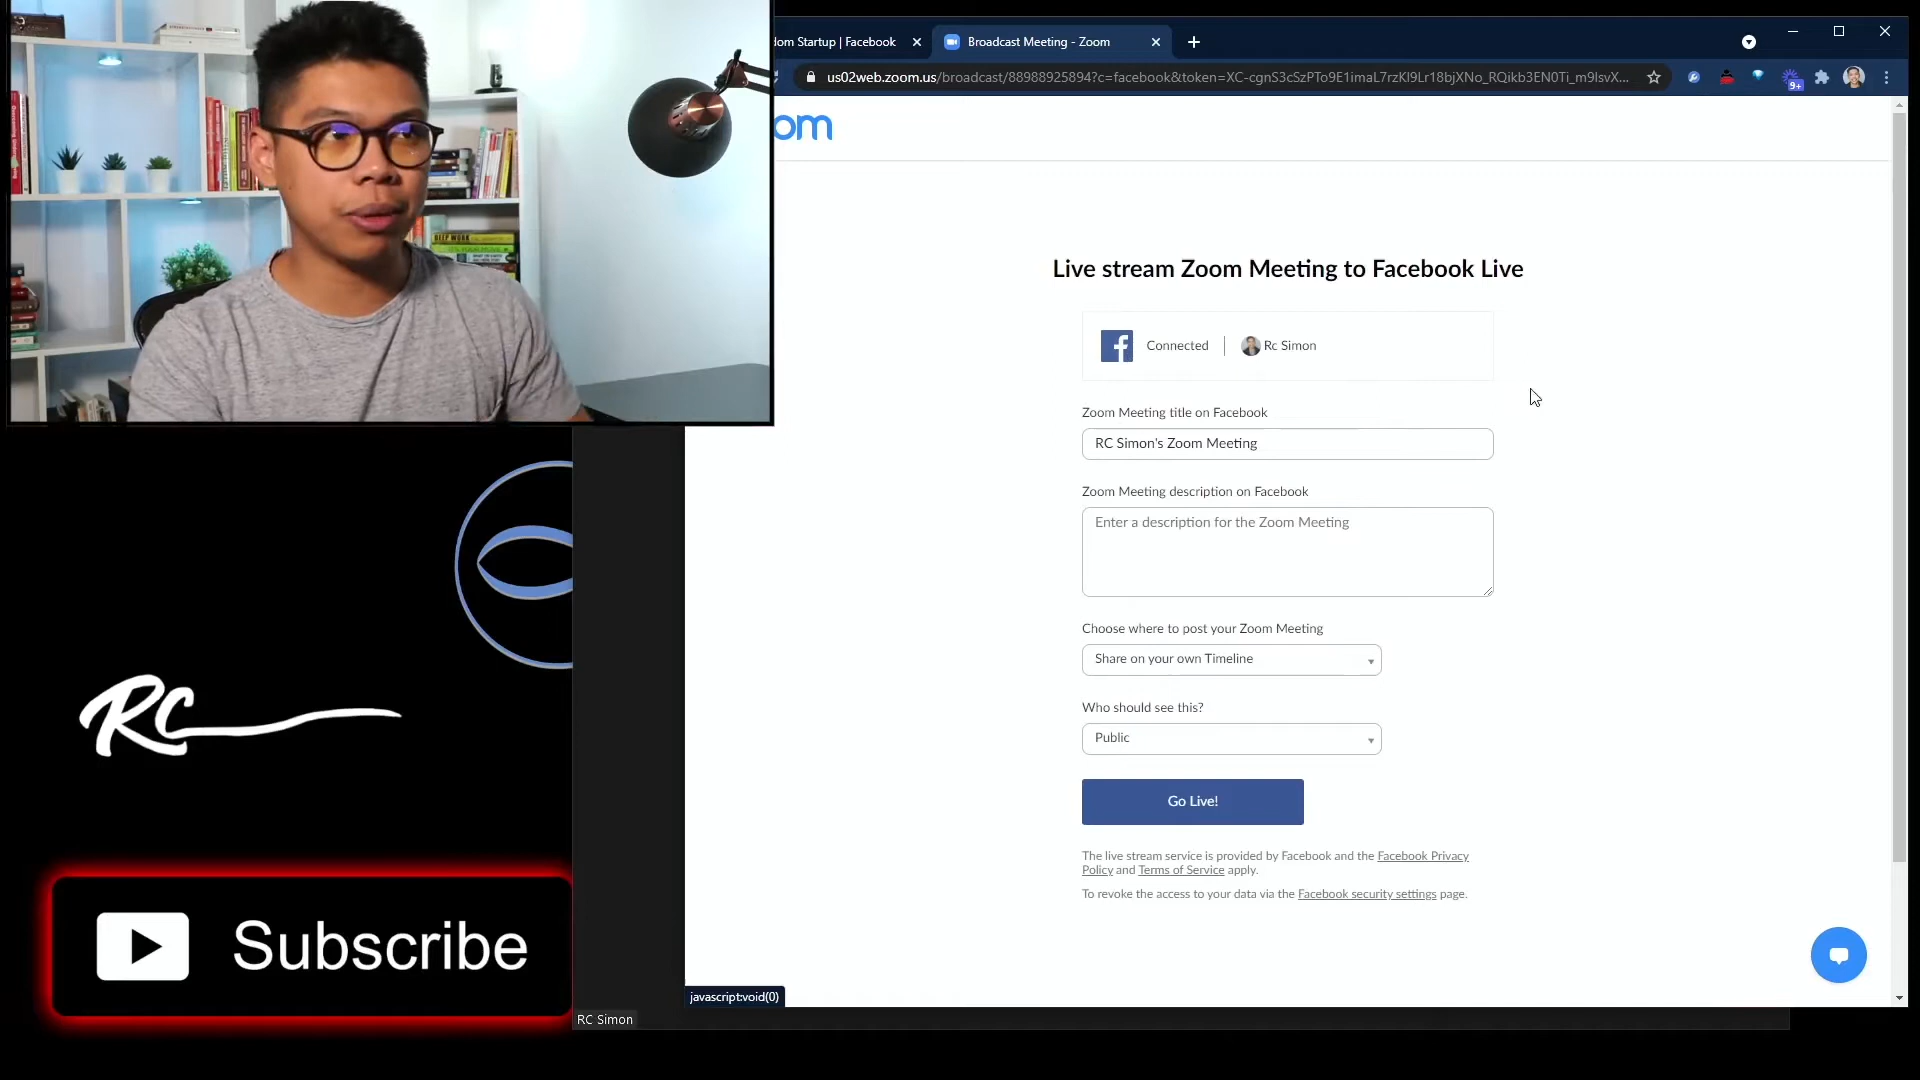 dom Startup | Facebook
Broadcast Meeting - Zoom
us02web.zoom.us/broadcast/88988925894?c=facebook&token=XC-cgnS3cSzPTo9E1imaL7rzKl9Lr18bjXNo_RQikb3EN0Ti_m9lsvX...
9+
om
Live stream Zoom Meeting to Facebook Live
Connected
Rc Simon
Zoom Meeting title on Facebook
RC Simon's Zoom Meeting
Zoom Meeting description on Facebook
Enter a description for the Zoom Meeting
Choose where to post your Zoom Meeting
Share on your own Timeline
Who should see this?
Public
Go Live!
The live stream service is provided by Facebook and the Facebook Privacy
Policy and Terms of Service apply.
To revoke the access to your data via the Facebook security settings page.
javascript:void(0)
DEEP WORK
RC
Subscribe
RC Simon